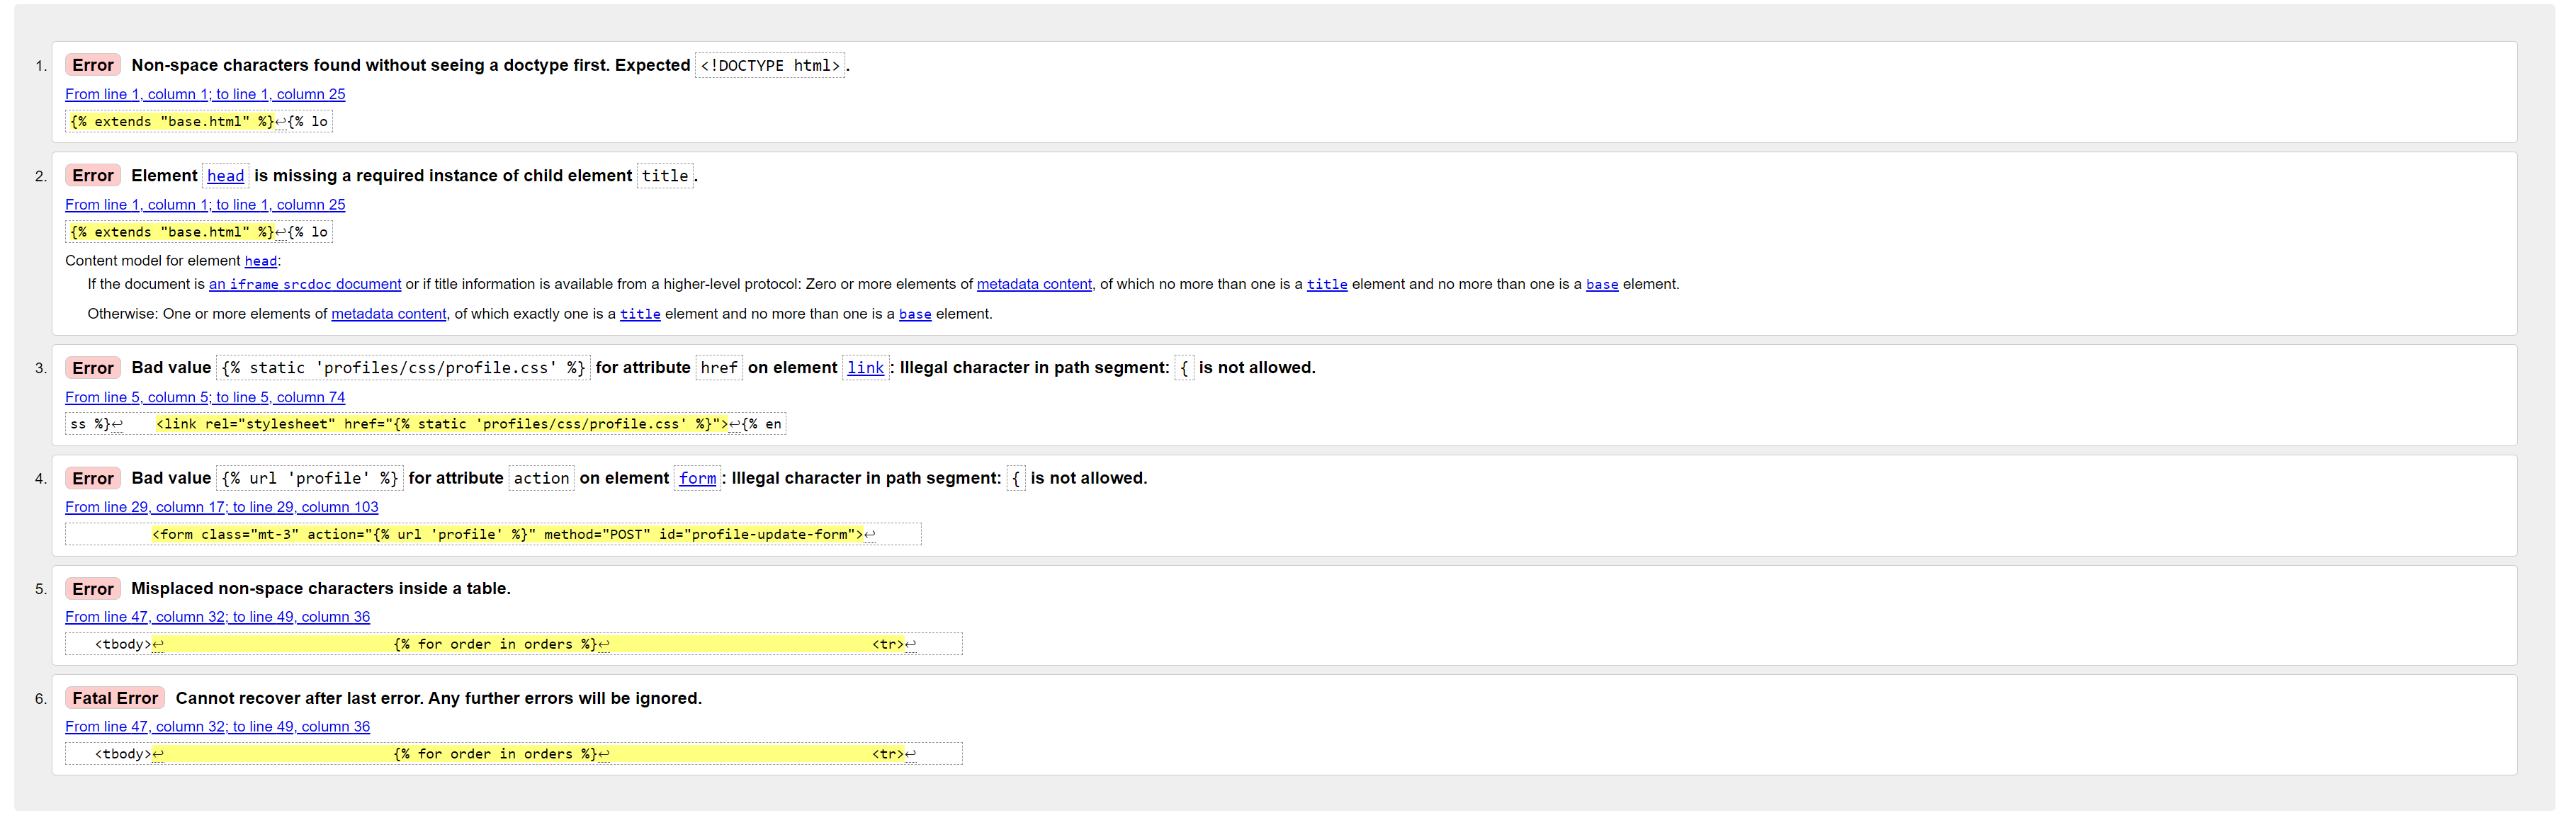 1. Error Non-space characters found without seeing a doctype first. Expected <!DOCTYPE html>.
From line 1, column 1; to line 1, column 25
{% extends "base.html" %}↩{% lo
2. Error Element head is missing a required instance of child element title.
From line 1, column 1; to line 1, column 25
{% extends "base.html" %}↩{% lo
Content model for element head:
If the document is an iframe srcdoc document or if title information is available from a higher-level protocol: Zero or more elements of metadata content, of which no more than one is a title element and no more than one is a base element.
Otherwise: One or more elements of metadata content, of which exactly one is a title element and no more than one is a base element.
3. Error Bad value {% static 'profiles/css/profile.css' %} for attribute href on element link: Illegal character in path segment: { is not allowed.
From line 5, column 5; to line 5, column 74
ss %}↩ <link rel="stylesheet" href="{% static 'profiles/css/profile.css' %}">↩{% en
4. Error Bad value {% url 'profile' %} for attribute action on element form: Illegal character in path segment: { is not allowed.
From line 29, column 17; to line 29, column 103
<form class="mt-3" action="{% url 'profile' %}" method="POST" id="profile-update-form">↩
5. Error Misplaced non-space characters inside a table.
From line 47, column 32; to line 49, column 36
<tbody>↩ {% for order in orders %}↩ <tr>↩
6. Fatal Error Cannot recover after last error. Any further errors will be ignored.
From line 47, column 32; to line 49, column 36
<tbody>↩ {% for order in orders %}↩ <tr>↩